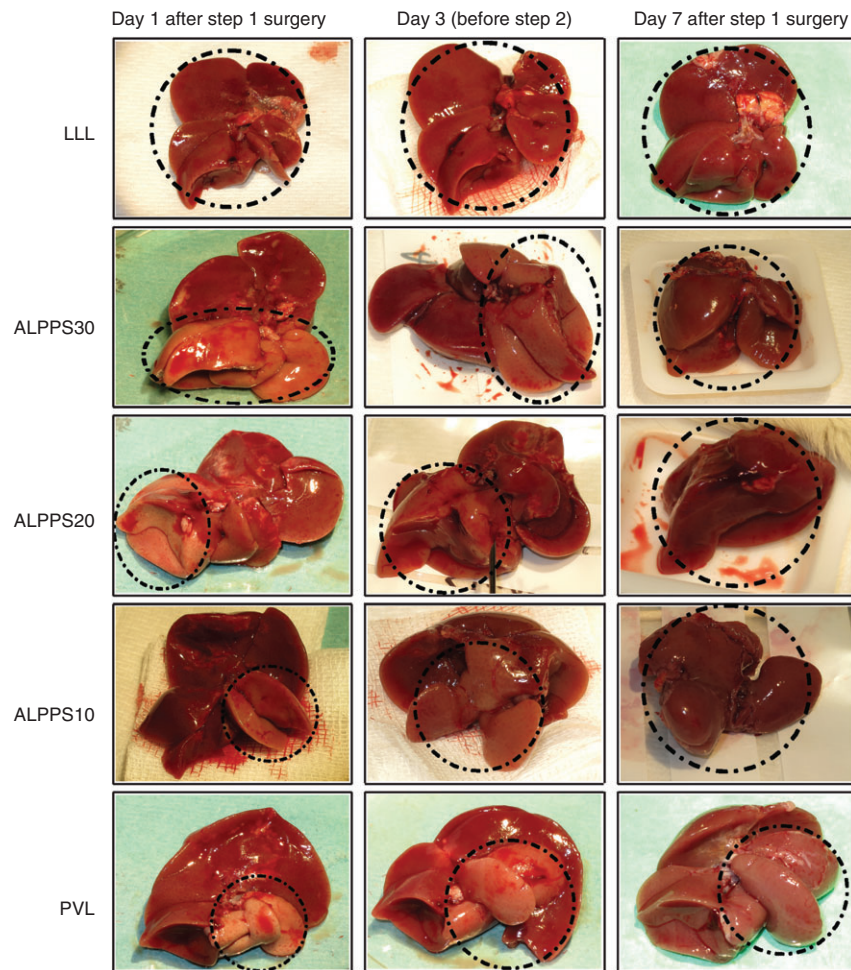 Day 1 after step 1 surgery
Day 3 (before step 2)
Day 7 after step 1 surgery
LLL
ALPPS30
ALPPS20
ALPPS10
PVL